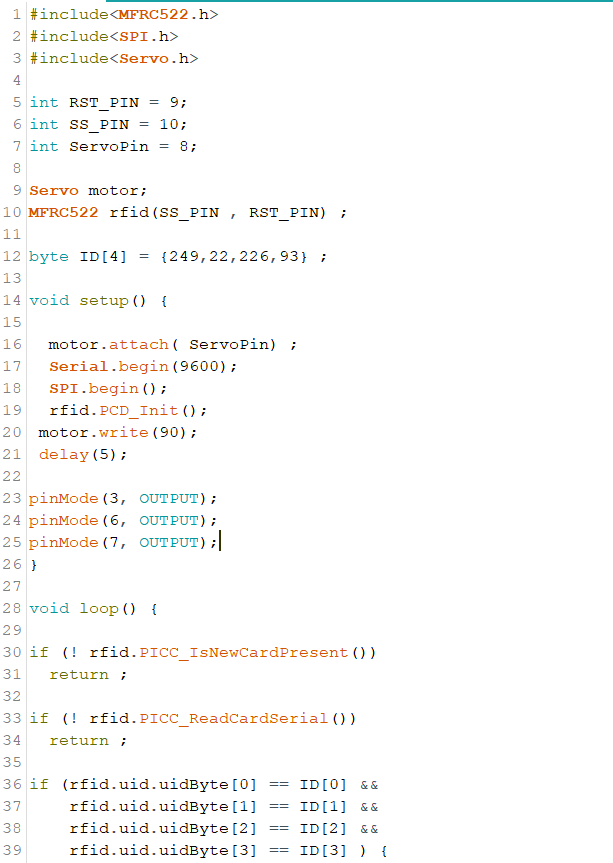 1 #include<MFRC522.h>
2 #include<SPI.h>
3 #include<Servo.h>
4
5 int RST_PIN = 9;
6 int SS_PIN = 10;
7 int ServoPin = 8;
8
9 Servo motor;
10 MFRC522 rfid(SS_PIN , RST_PIN) ;
11
12 byte ID[4] = {249,22,226,93} ;
13
14 void setup() {
15
16   motor.attach( ServoPin) ;
17   Serial.begin(9600);
18   SPI.begin();
19   rfid.PCD_Init();
20  motor.write(90);
21  delay(5);
22
23 pinMode(3, OUTPUT);
24 pinMode(6, OUTPUT);
25 pinMode(7, OUTPUT);
26 }
27
28 void loop() {
29
30 if (! rfid.PICC_IsNewCardPresent())
31   return ;
32
33 if (! rfid.PICC_ReadCardSerial())
34   return ;
35
36 if (rfid.uid.uidByte[0] == ID[0] &&
37     rfid.uid.uidByte[1] == ID[1] &&
38     rfid.uid.uidByte[2] == ID[2] &&
39     rfid.uid.uidByte[3] == ID[3] ) {